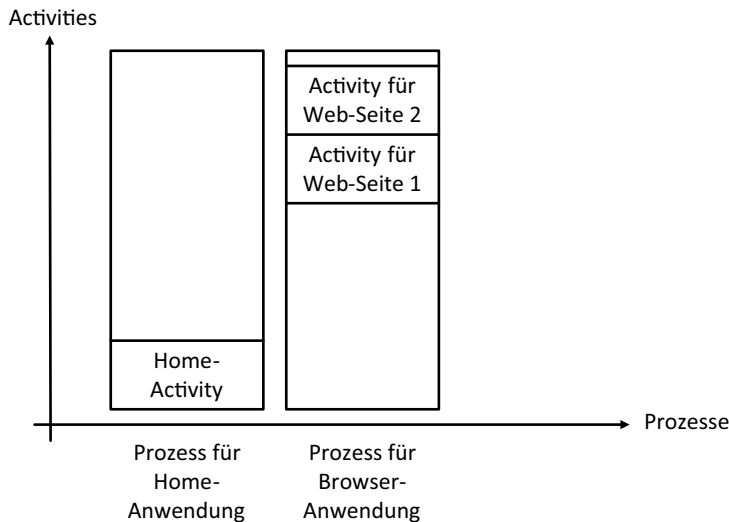 Activities
Activity für
Web-Seite 2
Activity für
Web-Seite 1
Home-
Activity
Prozesse
Prozess für
Home-
Anwendung
Prozess für
Browser-
Anwendung